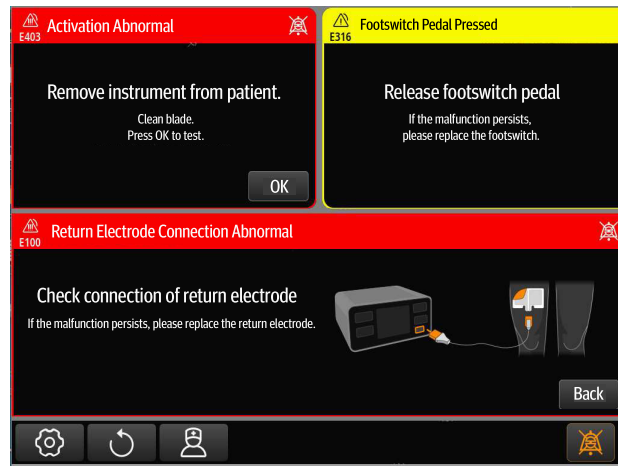 E403 Activation Abnormal
Remove instrument from patient.
Clean blade.
Press OK to test.
OK
E316 Footswitch Pedal Pressed
Release footswitch pedal
If the malfunction persists,
please replace the footswitch.
E100 Return Electrode Connection Abnormal
Check connection of return electrode
If the malfunction persists, please replace the return electrode.
Back